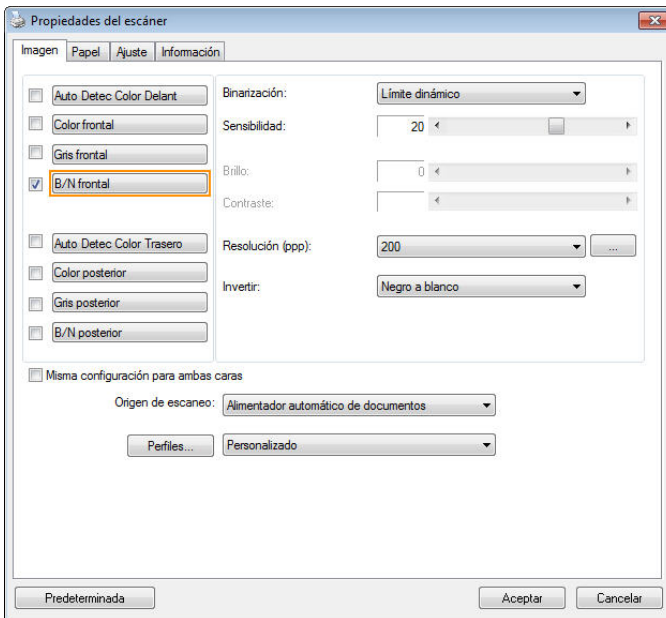 Propiedades del escáner
Imagen Papel Ajuste Información
Auto Detec Color Delant
Color frontal
Gris frontal
B/N frontal
Auto Detec Color Trasero
Color posterior
Gris posterior
B/N posterior
Binarización: Límite dinámico
Sensibilidad: 20
Brillo: 0
Contraste:
Resolución (ppp): 200 ...
Invertir: Negro a blanco
Misma configuración para ambas caras
Origen de escaneo: Alimentador automático de documentos
Perfiles... Personalizado
Predeterminada Aceptar Cancelar